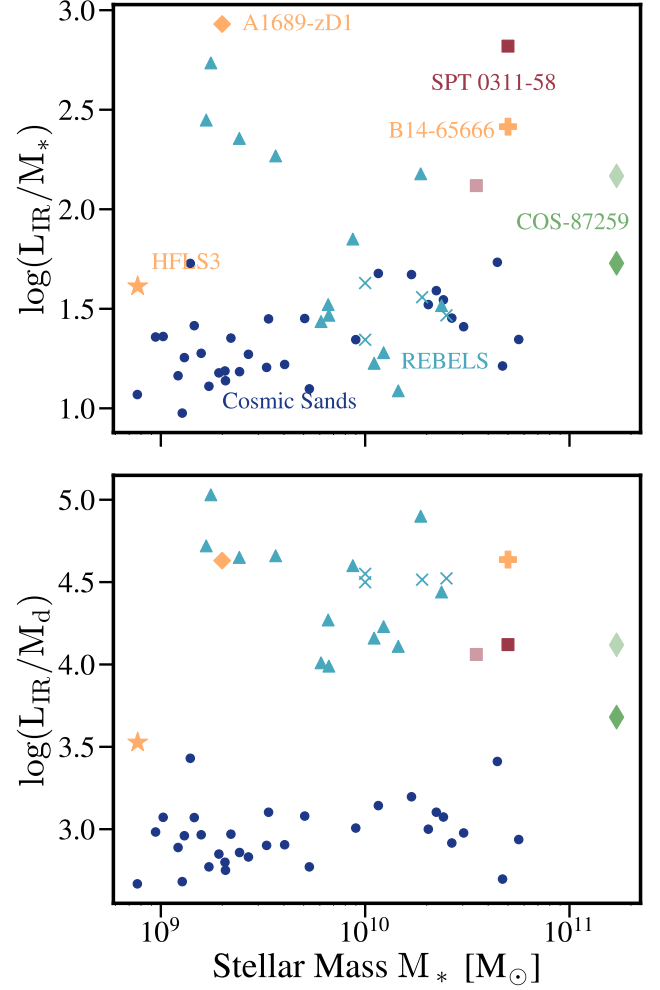 3.0
A1689-zD1
SPT 0311-58
2.5
B14-65666
log(L_IR/M_*)
2.0
COS-87259
HFLS3
1.5
REBELS
Cosmic Sands
1.0
5.0
4.5
log(L_IR/M_d)
4.0
3.5
3.0
10^9
10^10
10^11
Stellar Mass M_* [M_⊙]